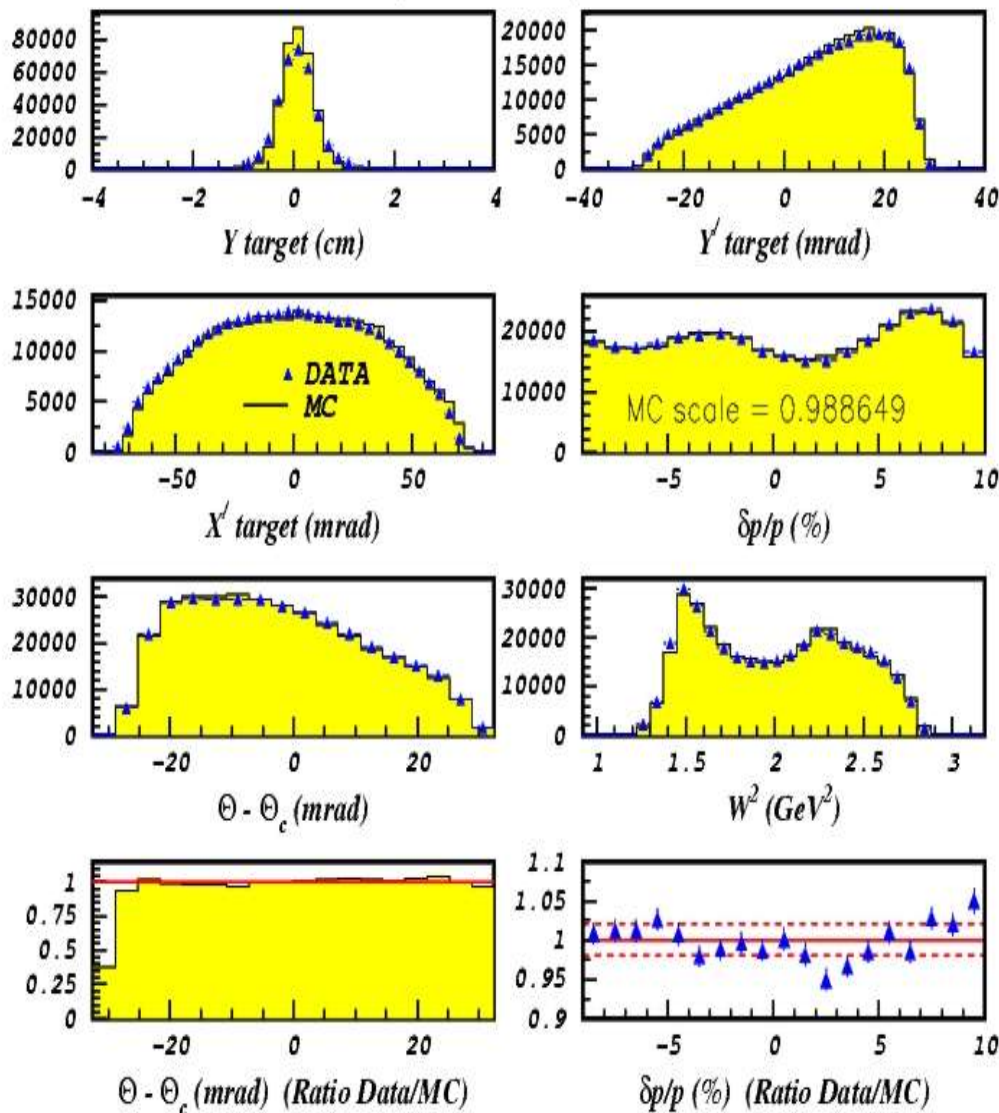 80000
60000
40000
20000
0
-4 -2 0 2 4
Y target (cm)
20000
15000
10000
5000
0
-40 -20 0 20 40
Y′ target (mrad)
15000
10000
5000
0
-50 0 50
DATA
MC
X′ target (mrad)
20000
10000
0
MC scale = 0.988649
-5 0 5 10
δp/p (%)
30000
20000
10000
0
-20 0 20
Θ - Θc (mrad)
30000
20000
10000
0
1 1.5 2 2.5 3
W² (GeV²)
1
0.75
0.5
0.25
0
-20 0 20
Θ - Θc (mrad) (Ratio Data/MC)
1.1
1.05
1
0.95
0.9
-5 0 5 10
δp/p (%) (Ratio Data/MC)